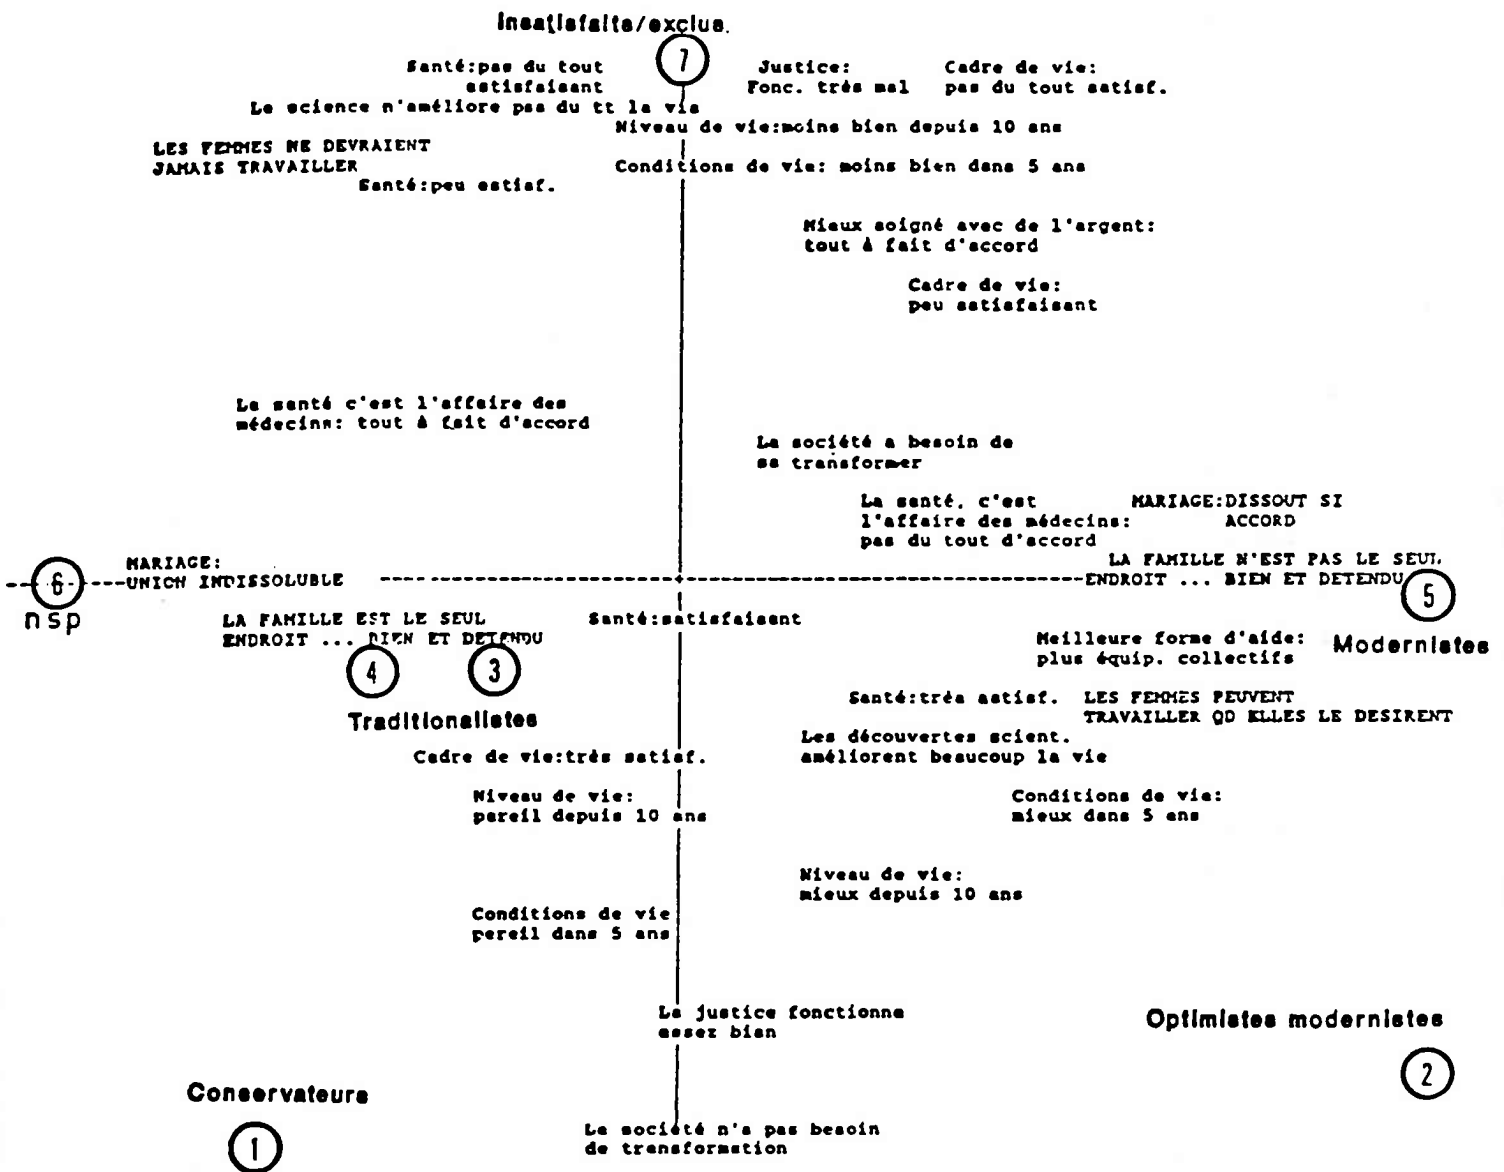 Insatisfaits/exclus.
7
Santé:pas du tout
satisfaisant
Justice:
Fonc. très mal
Cadre de vie:
pas du tout satisf.
La science n'améliore pas du tt la vie
Niveau de vie:moins bien depuis 10 ans
LES FEMMES NE DEVRAIENT
JAMAIS TRAVAILLER
Conditions de vie: moins bien dans 5 ans
Santé:peu satisf.
Mieux soigné avec de l'argent:
tout à fait d'accord
Cadre de vie:
peu satisfaisant
La santé c'est l'affaire des
médecins: tout à fait d'accord
La société a besoin de
se transformer
La santé, c'est
l'affaire des médecins:
pas du tout d'accord
MARIAGE:DISSOUT SI
ACCORD
MARIAGE:
UNION INDISSOLUBLE
6
nsp
LA FAMILLE N'EST PAS LE SEUL
ENDROIT ... BIEN ET DETENDU
5
Modernistes
LA FAMILLE EST LE SEUL
ENDROIT ... BIEN ET DETENDU
Santé:satisfaisant
4
3
Traditionalistes
Meilleure forme d'aide:
plus équip. collectifs
Santé:très satisf.
LES FEMMES PEUVENT
TRAVAILLER QD ELLES LE DESIRENT
Les découvertes scient.
améliorent beaucoup la vie
Cadre de vie:très satisf.
Niveau de vie:
pareil depuis 10 ans
Conditions de vie:
mieux dans 5 ans
Niveau de vie:
mieux depuis 10 ans
Conditions de vie
pareil dans 5 ans
La justice fonctionne
assez bien
Optimistes modernistes
2
Conservateurs
1
La société n'a pas besoin
de transformation